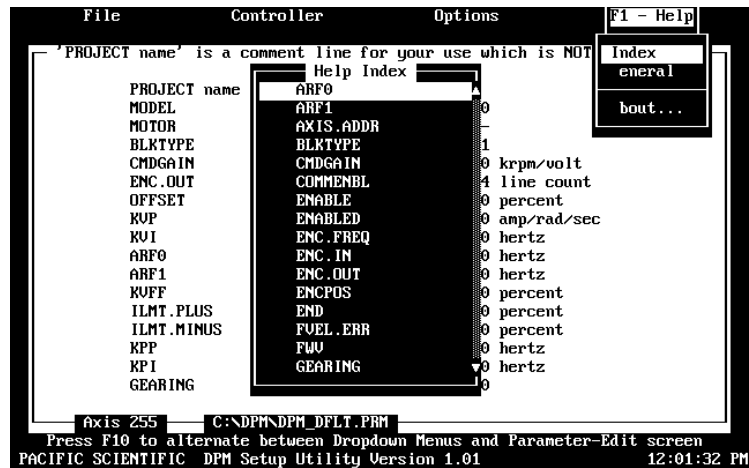 File Controller Options F1 - Help
'PROJECT name' is a comment line for your use which is NOT
Index
eneral
bout...
Help Index
PROJECT name ARF0
MODEL ARF1 0
MOTOR AXIS.ADDR -
BLKTYPE BLKTYPE 1
CMDGAIN CMDGAIN 0 krpm/volt
ENC.OUT COMMENBL 4 line count
OFFSET ENABLE 0 percent
KVP ENABLED 0 amp/rad/sec
KVI ENC.FREQ 0 hertz
ARF0 ENC.IN 0 hertz
ARF1 ENC.OUT 0 hertz
KVFF ENCPOS 0 percent
ILMT.PLUS END 0 percent
ILMT.MINUS FVEL.ERR 0 percent
KPP FWV 0 hertz
KPI GEARING 0 hertz
GEARING 0
Axis 255 C:\DPM\DPM_DFLT.PRM
Press F10 to alternate between Dropdown Menus and Parameter-Edit screen
PACIFIC SCIENTIFIC DPM Setup Utility Version 1.01 12:01:32 PM